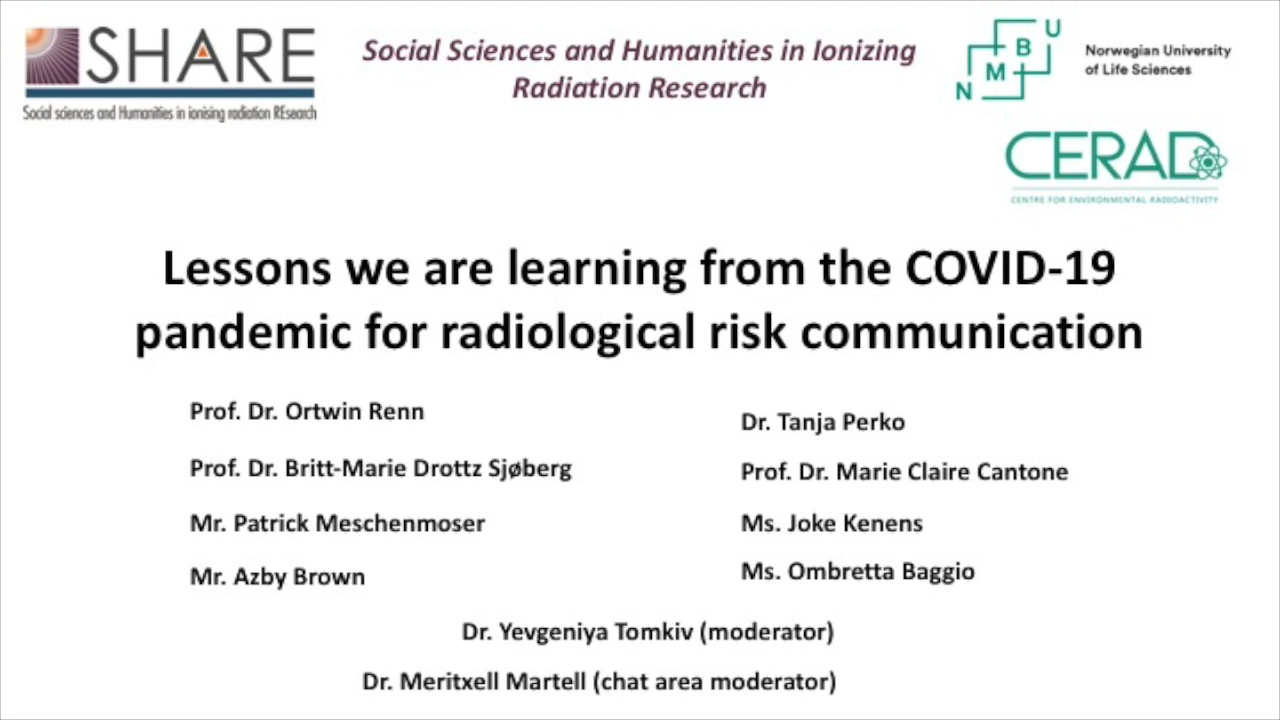 SHARE
Social sciences and Humanities in ionising radiation REsearch
Social Sciences and Humanities in Ionizing
Radiation Research
N M B U
Norwegian University
of Life Sciences
CERAD
CENTRE FOR ENVIRONMENTAL RADIOACTIVITY
Lessons we are learning from the COVID-19
pandemic for radiological risk communication
Prof. Dr. Ortwin Renn
Prof. Dr. Britt-Marie Drottz Sjøberg
Mr. Patrick Meschenmoser
Mr. Azby Brown
Dr. Tanja Perko
Prof. Dr. Marie Claire Cantone
Ms. Joke Kenens
Ms. Ombretta Baggio
Dr. Yevgeniya Tomkiv (moderator)
Dr. Meritxell Martell (chat area moderator)